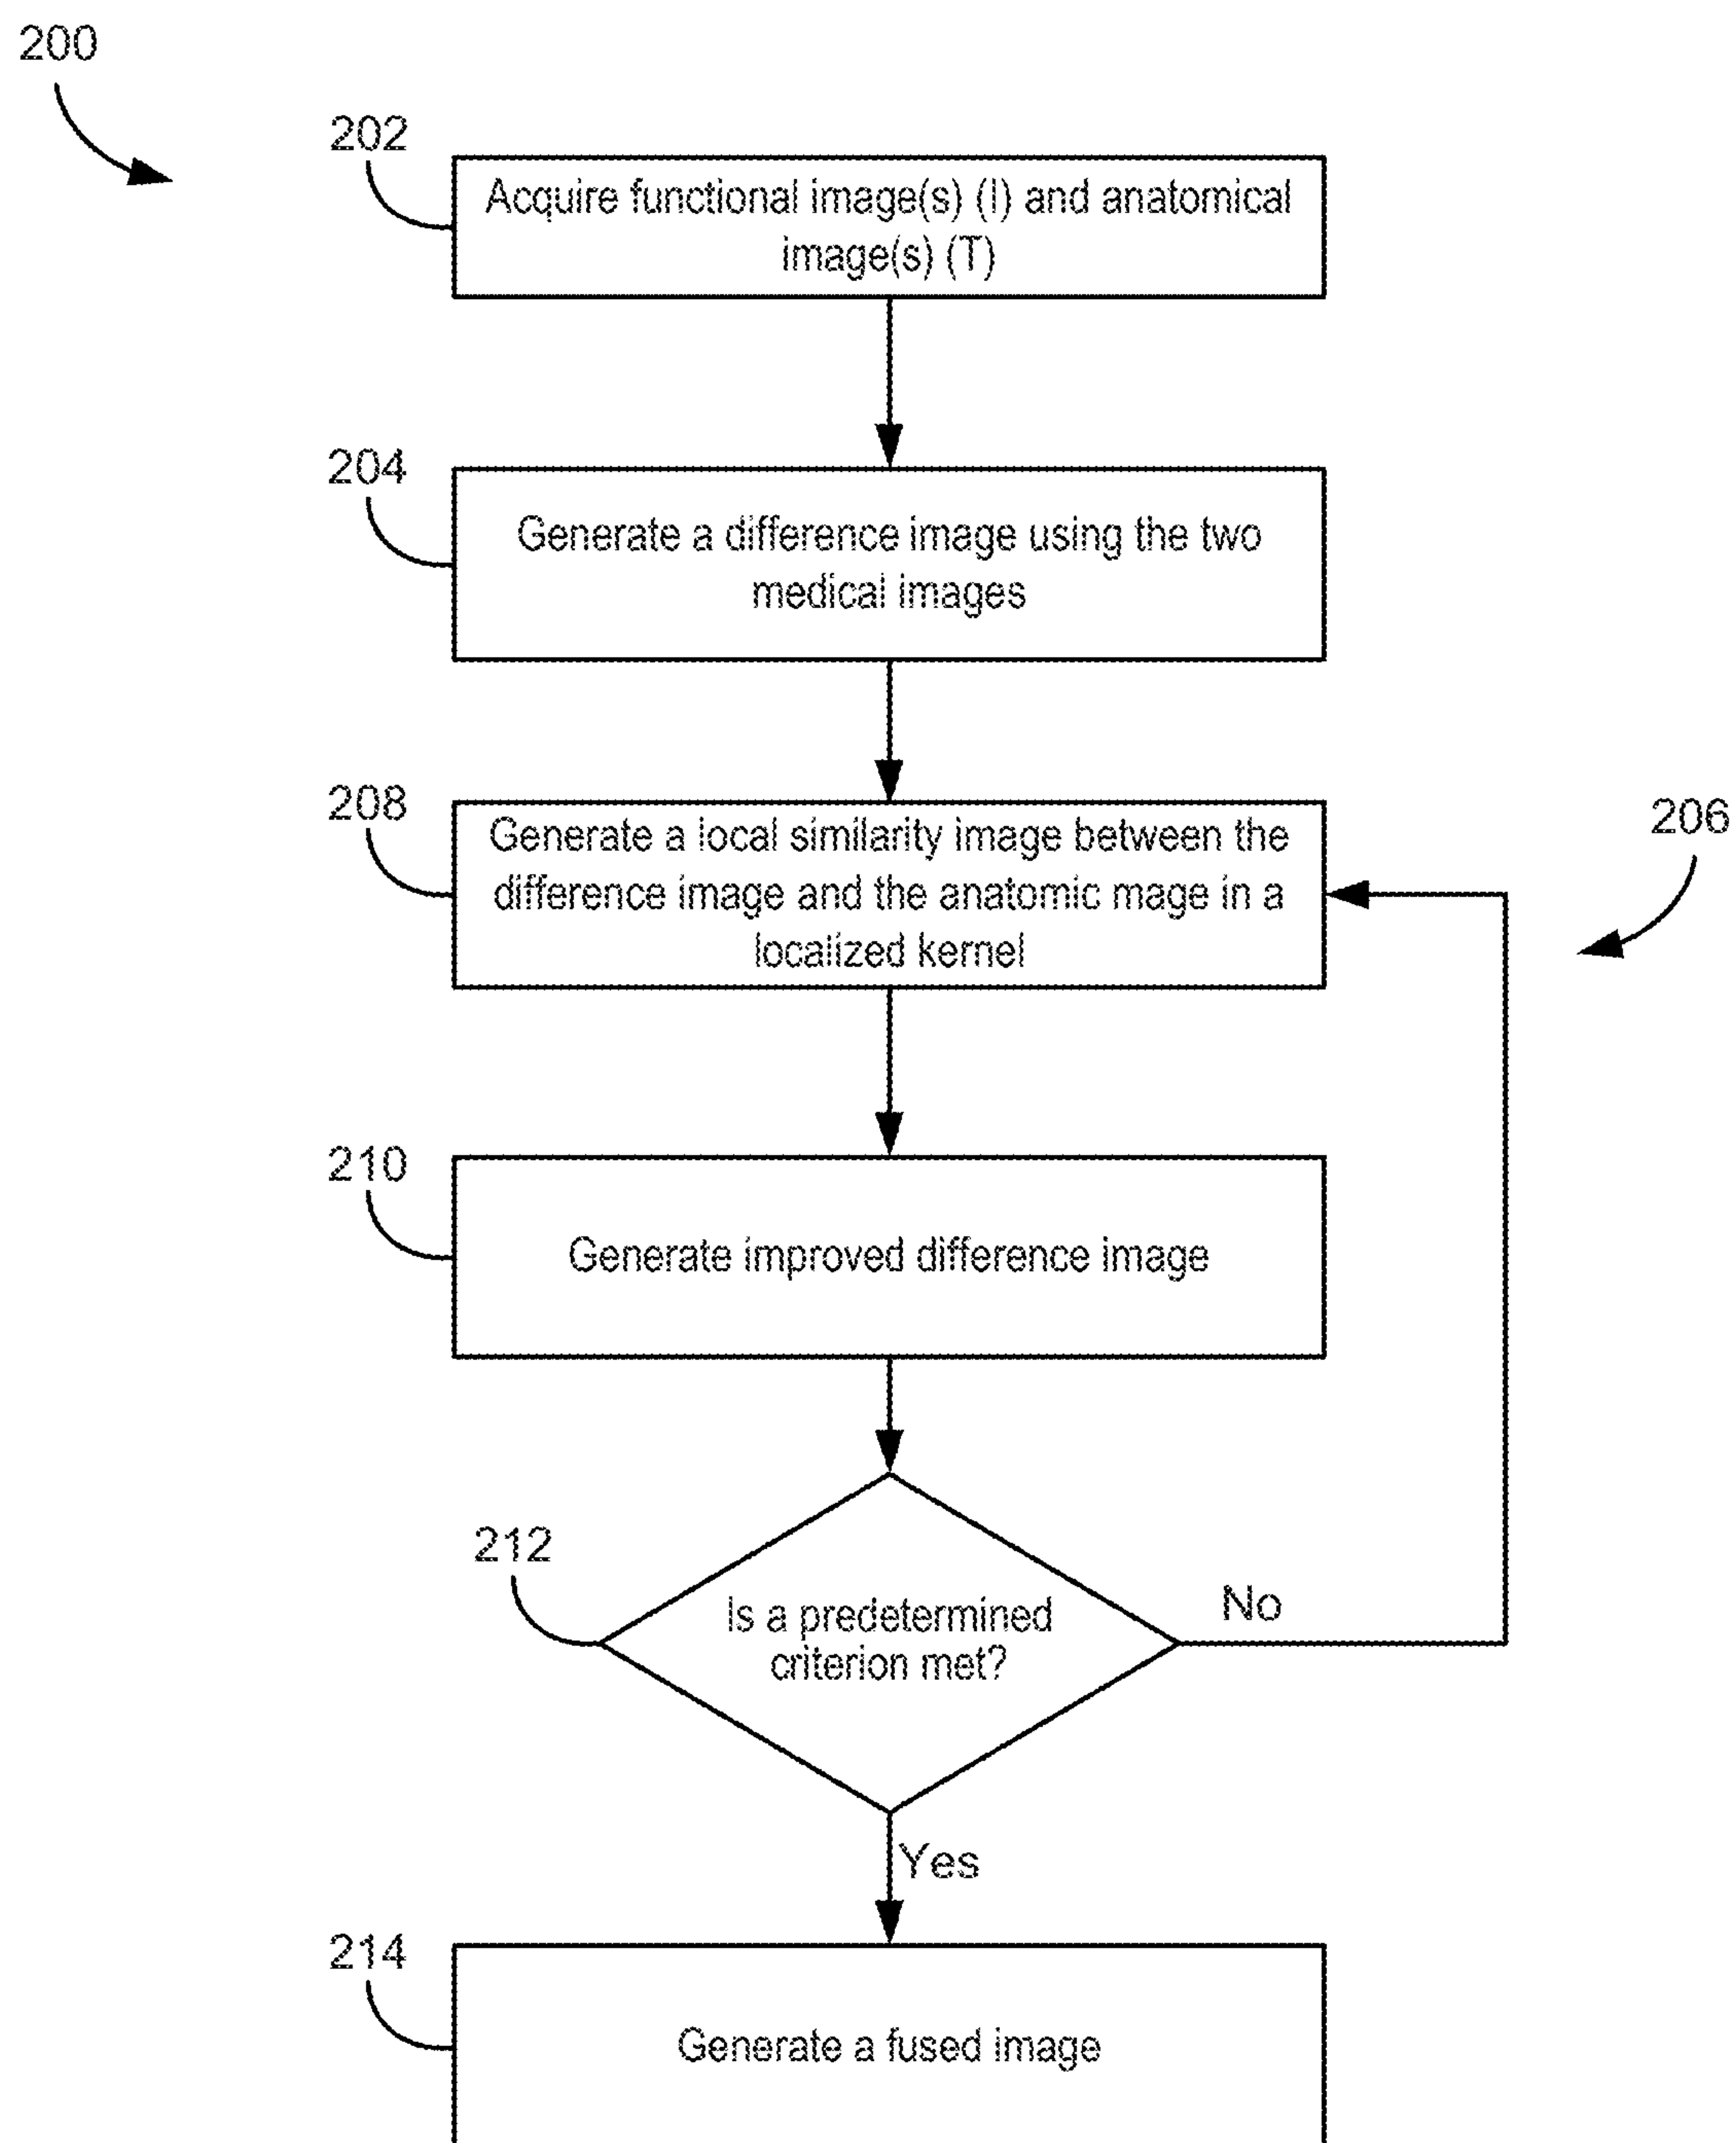 200
202
Acquire functional image(s) (I) and anatomical
image(s) (T)
204
Generate a difference image using the two
medical images
208
Generate a local similarity image between the
difference image and the anatomic mage in a
localized kernel
206
210
Generate improved difference image
212
Is a predetermined
criterion met?
No
Yes
214
Generate a fused image